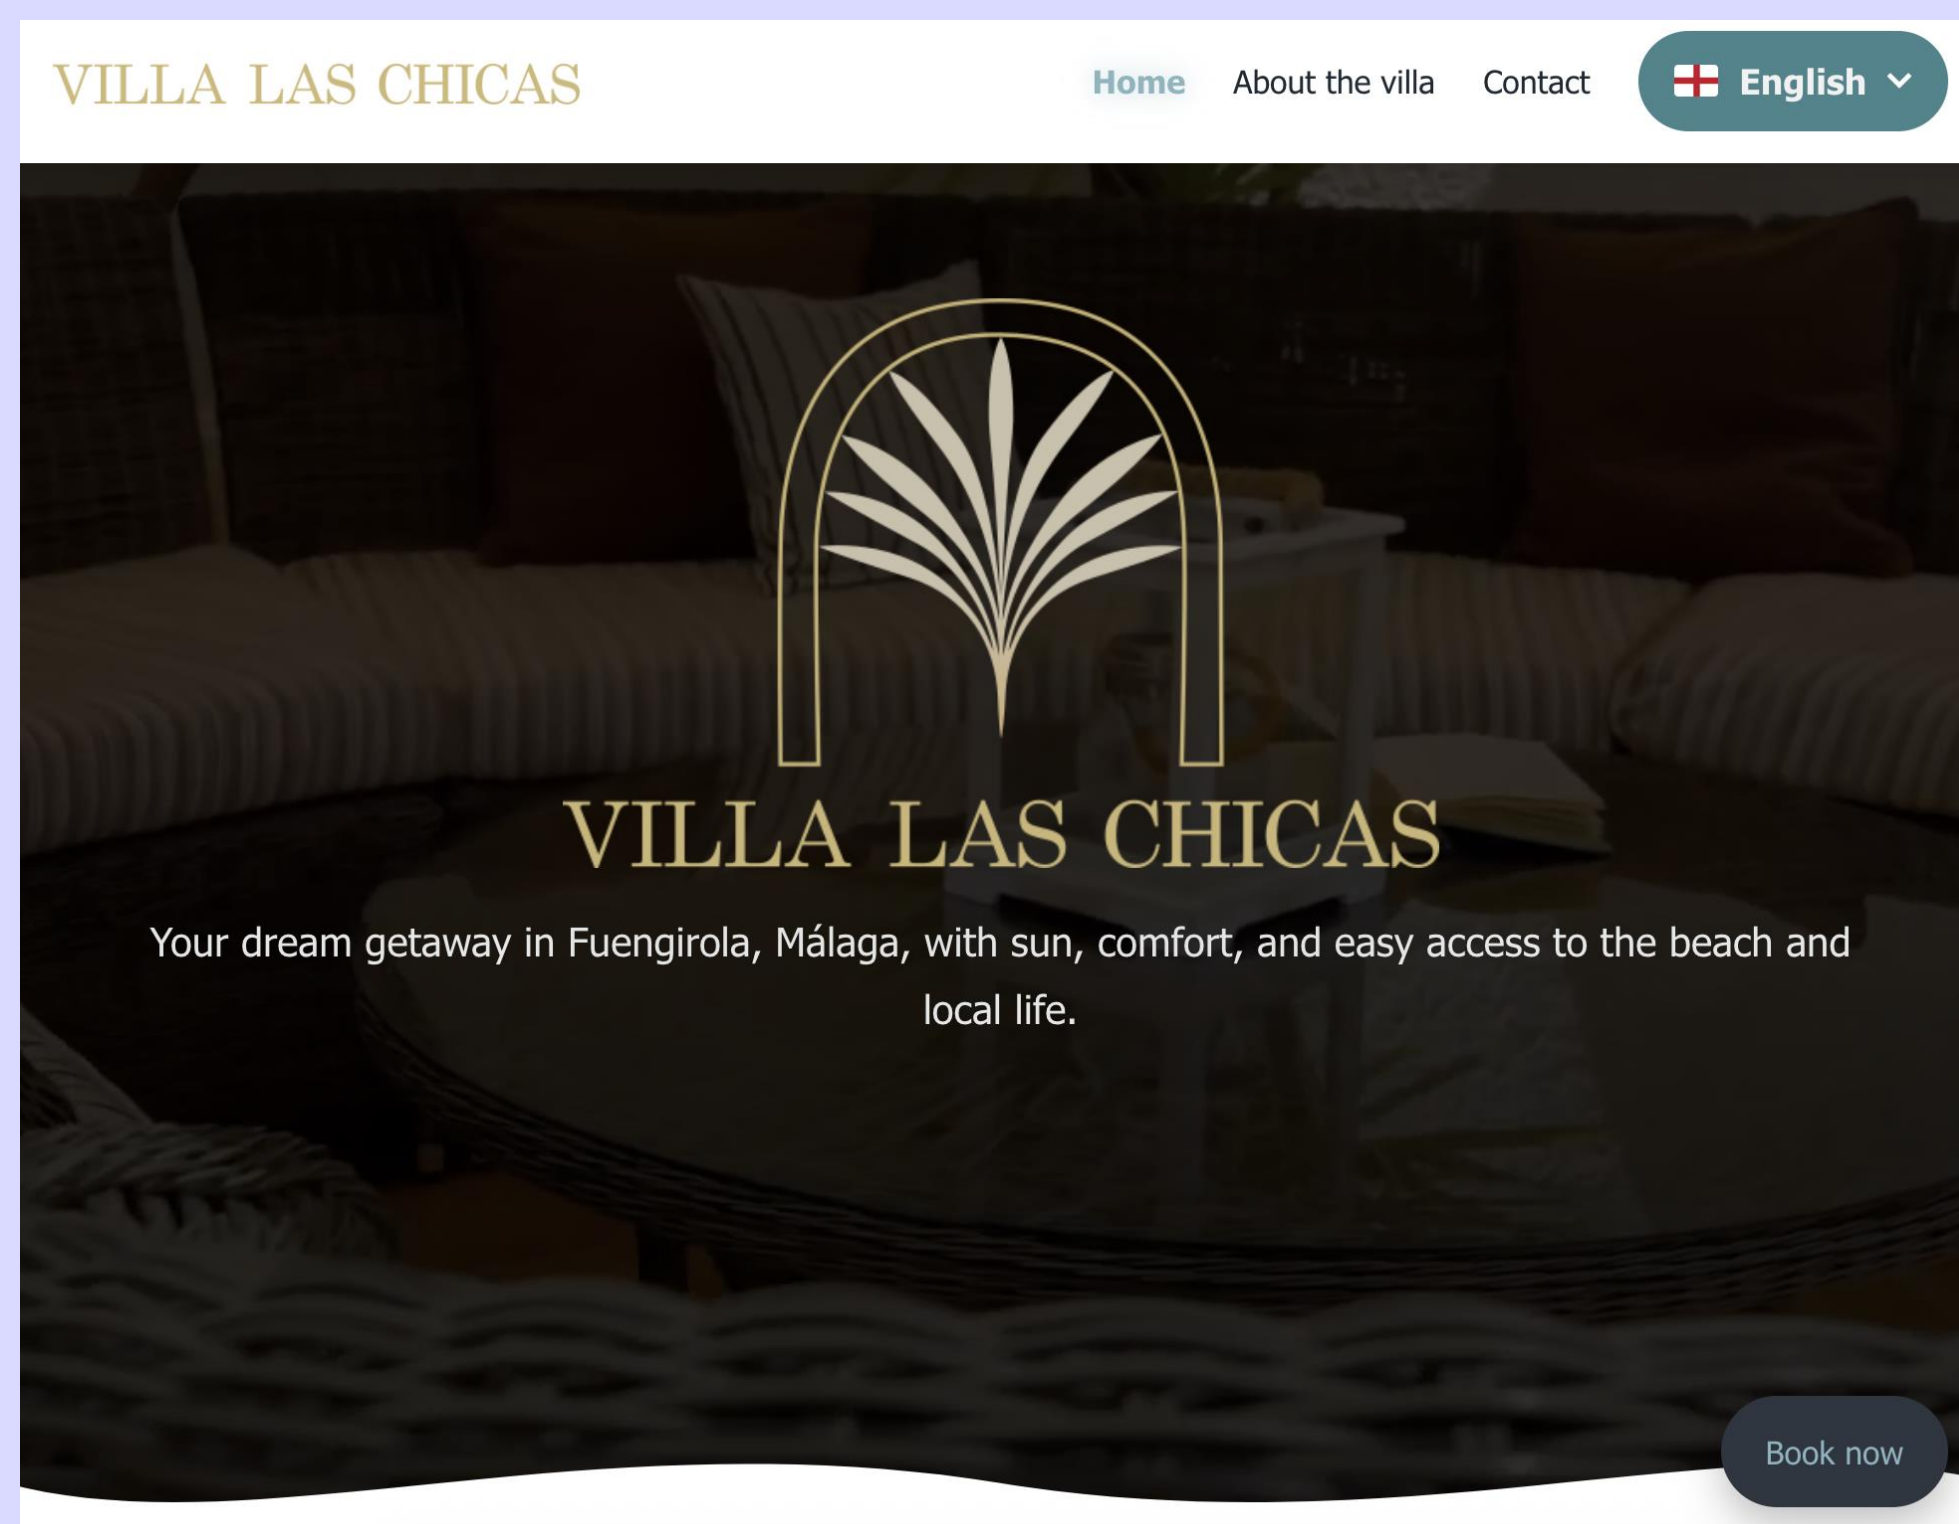 VILLA LAS CHICAS
Home About the villa Contact English
VILLA LAS CHICAS
Your dream getaway in Fuengirola, Málaga, with sun, comfort, and easy access to the beach and
local life.
Book now